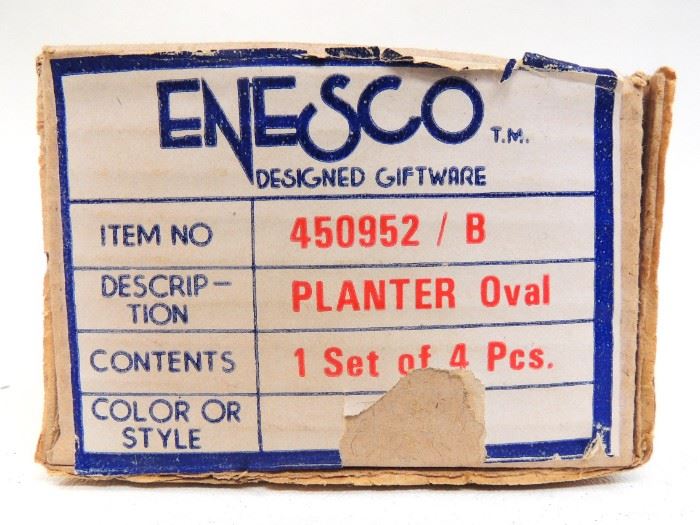 ENESCO T.M.
DESIGNED GIFTWARE
ITEM NO 450952 / B
DESCRIP-
TION PLANTER Oval
CONTENTS 1 Set of 4 Pcs.
COLOR OR
STYLE